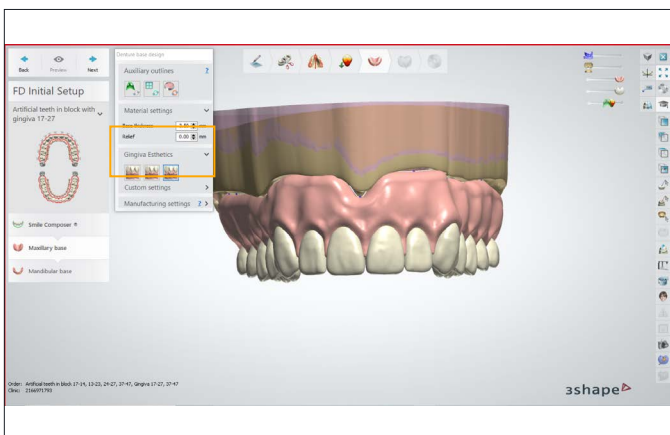 Back Preview Next
FD Initial Setup
Artificial teeth in block with
gingiva 17-27
Smile Composer
Maxillary base
Mandibular base
Denture base design
Auxiliary outlines ?
Material settings
Base thickness mm
Relief 0.00 mm
Gingiva Esthetics
Custom settings
Manufacturing settings ?
Order: Artificial teeth in block 17-14, 13-23, 24-27, 37-47, Gingiva 17-27, 37-47
Clinic: 2166971793
3shape